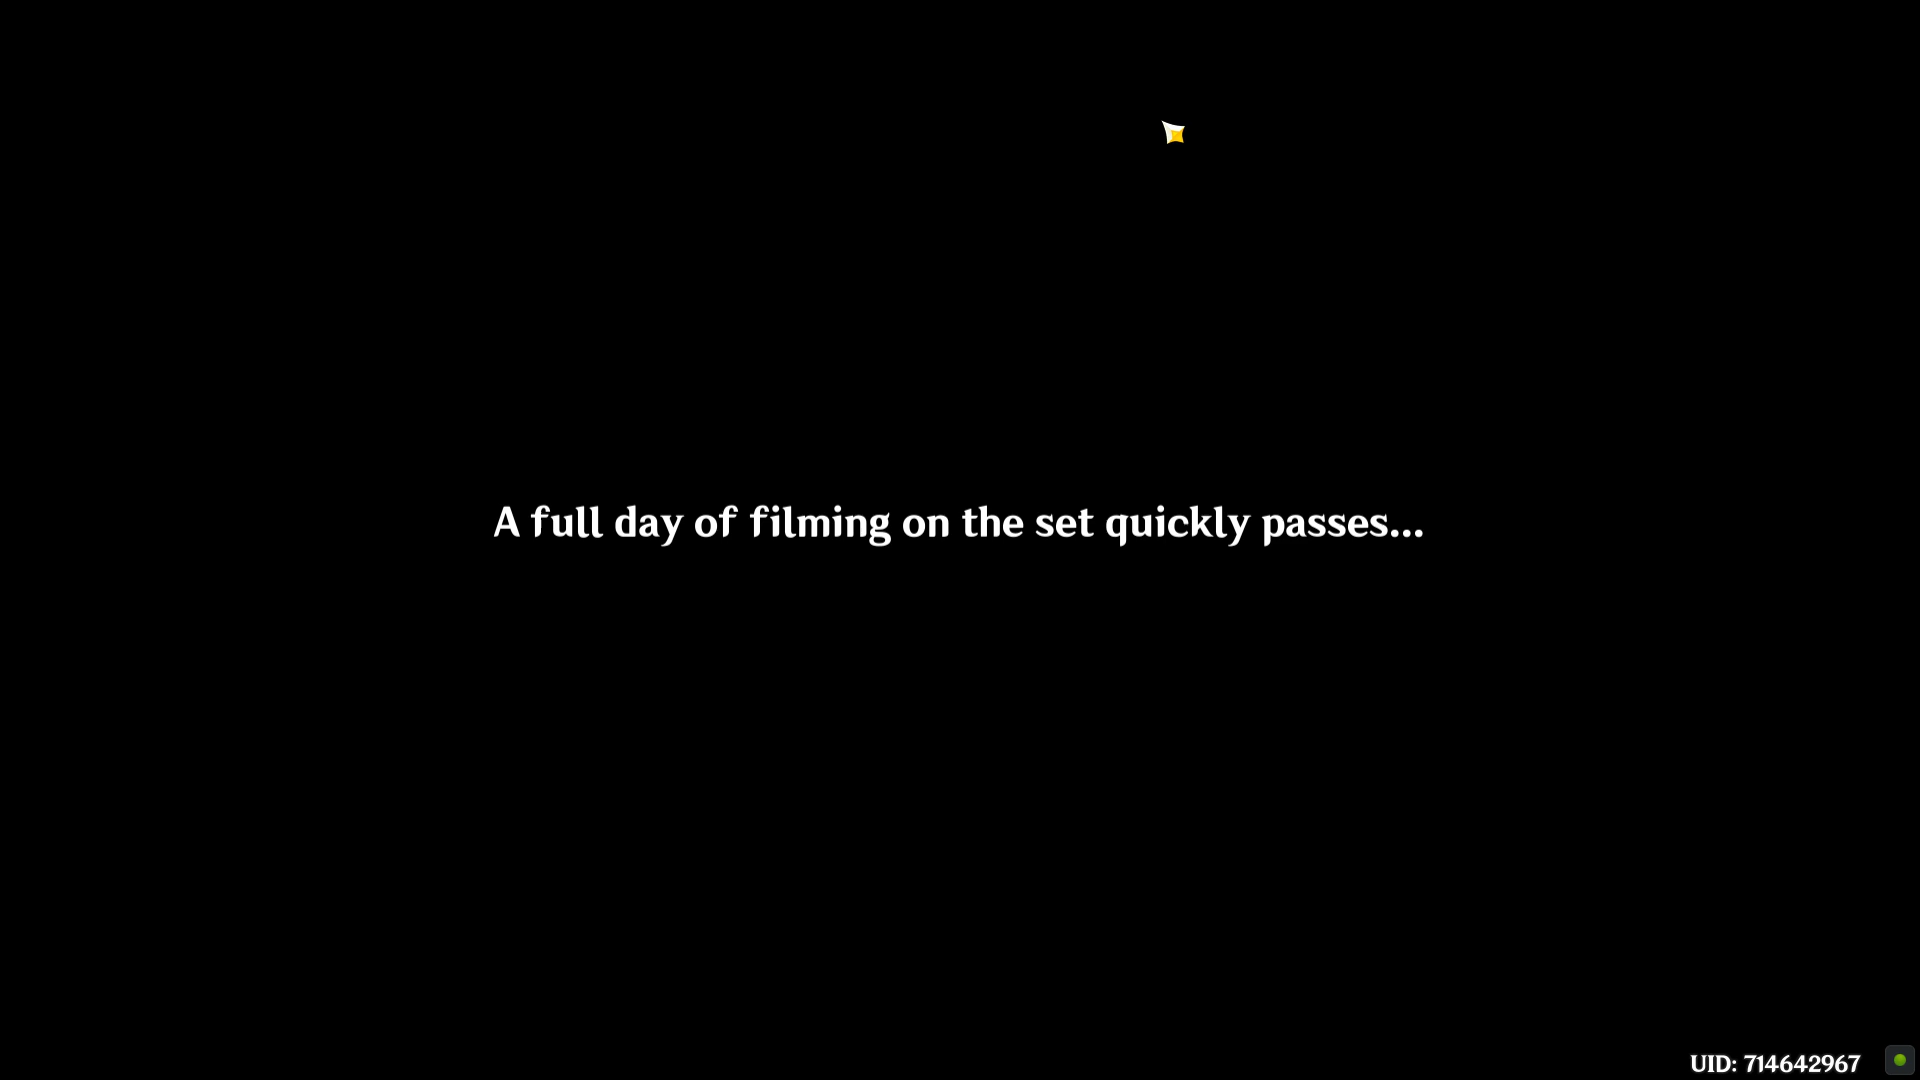 A full day of filming on the set quickly passes...
UID: 714642967